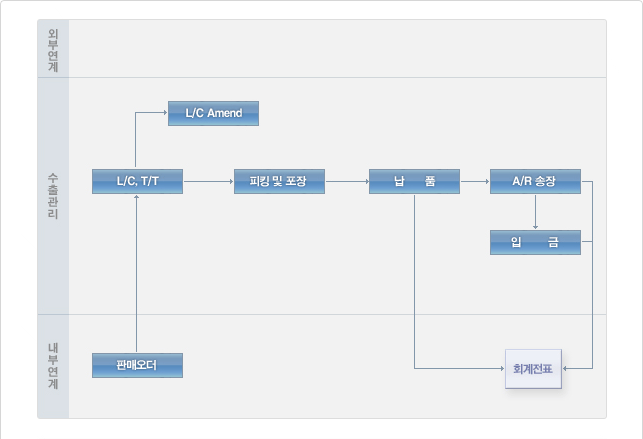 외부연계
L/C Amend
수출관리
L/C, T/T
피킹 및 포장
납 품
A/R 송장
입 금
내부연계
판매오더
회계전표